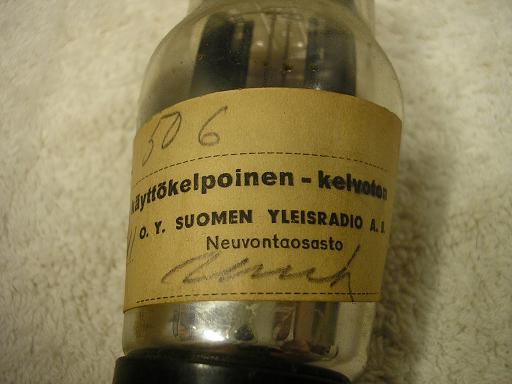 506
Käyttökelpoinen - kelvoton
O. Y. SUOMEN YLEISRADIO A. B.
Neuvontaosasto